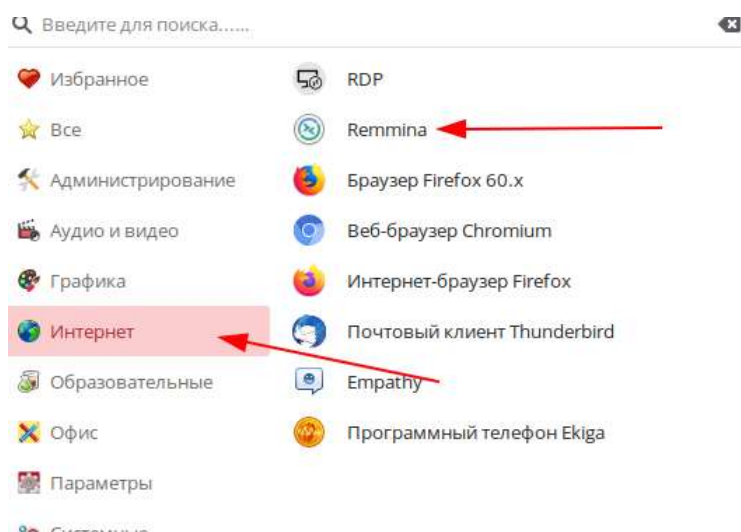 Введите для поиска......
Избранное
Все
Администрирование
Аудио и видео
Графика
Интернет
Образовательные
Офис
Параметры
Системные
RDP
Remmina
Браузер Firefox 60.x
Веб-браузер Chromium
Интернет-браузер Firefox
Почтовый клиент Thunderbird
Empathy
Программный телефон Ekiga